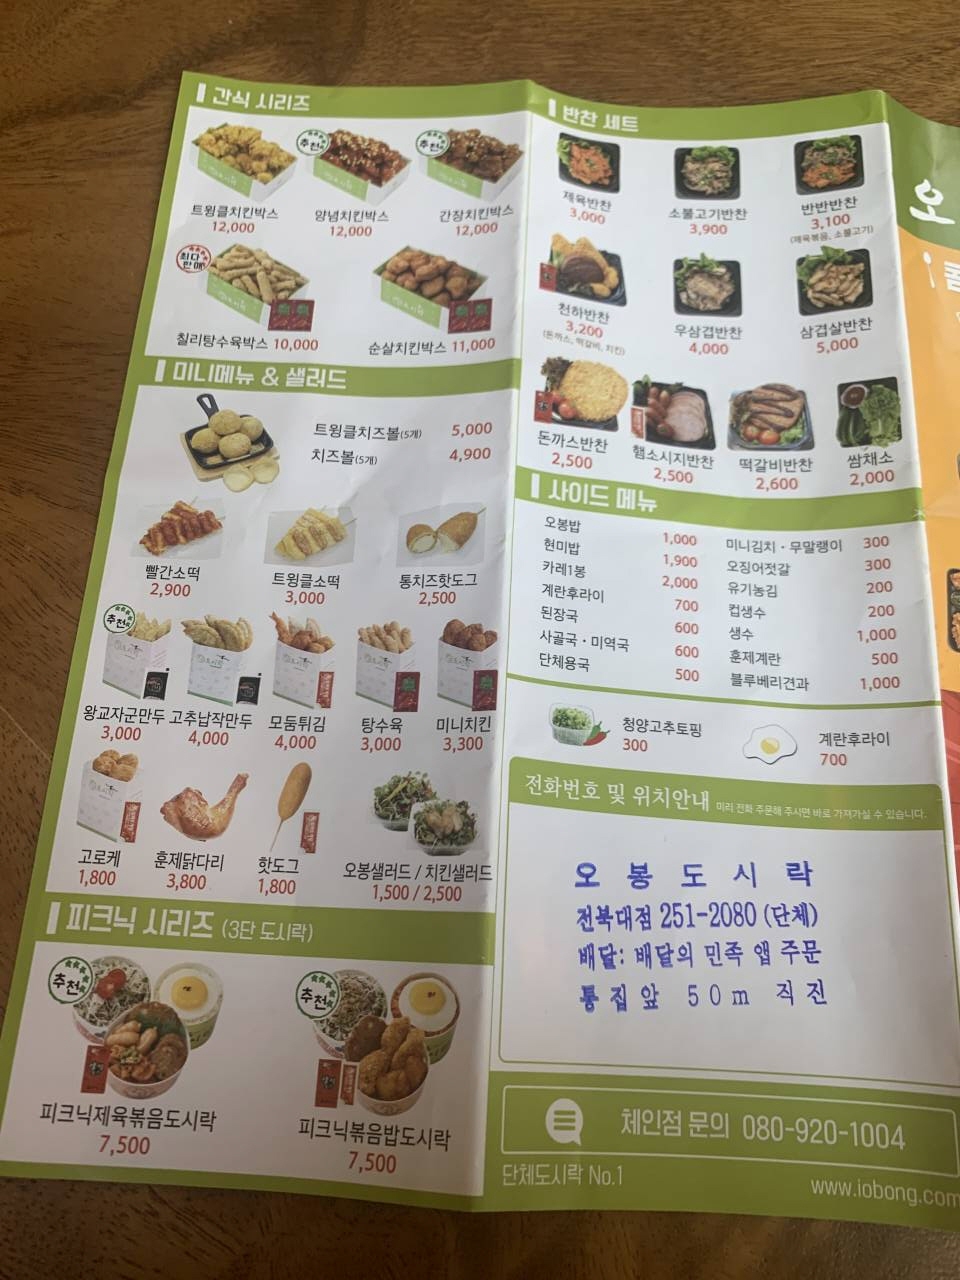 간식 시리즈
추천
추천
트윙클치킨박스
12,000
양념치킨박스
12,000
간장치킨박스
12,000
최다
판매
칠리탕수육박스 10,000
순살치킨박스 11,000
미니메뉴 & 샐러드
트윙클치즈볼(5개) 5,000
치즈볼(5개) 4,900
빨간소떡
2,900
트윙클소떡
3,000
통치즈핫도그
2,500
추천
왕교자군만두
3,000
고추납작만두
4,000
모둠튀김
4,000
탕수육
3,000
미니치킨
3,300
고로케
1,800
훈제닭다리
3,800
핫도그
1,800
오봉샐러드 / 치킨샐러드
1,500 / 2,500
피크닉 시리즈 (3단 도시락)
추천
추천
피크닉제육볶음도시락
7,500
피크닉볶음밥도시락
7,500
반찬 세트
제육반찬
3,000
소불고기반찬
3,900
반반반찬
3,100
(제육볶음, 소불고기)
천하반찬
3,200
(돈까스, 떡갈비, 치킨)
우삼겹반찬
4,000
삼겹살반찬
5,000
돈까스반찬
2,500
햄소시지반찬
2,500
떡갈비반찬
2,600
쌈채소
2,000
사이드 메뉴
오봉밥 1,000
현미밥 1,900
카레1봉 2,000
계란후라이 700
된장국 600
사골국 · 미역국 600
단체용국 500
미니김치 · 무말랭이 300
오징어젓갈 300
유기농김 200
컵생수 200
생수 1,000
훈제계란 500
블루베리견과 1,000
청양고추토핑
300
계란후라이
700
전화번호 및 위치안내 미리 전화 주문해 주시면 바로 가져가실 수 있습니다.
오 봉 도 시 락
전북대점 251-2080 (단체)
배달: 배달의 민족 앱 주문
통집앞 50m 직진
체인점 문의 080-920-1004
단체도시락 No.1
www.iobong.com
오